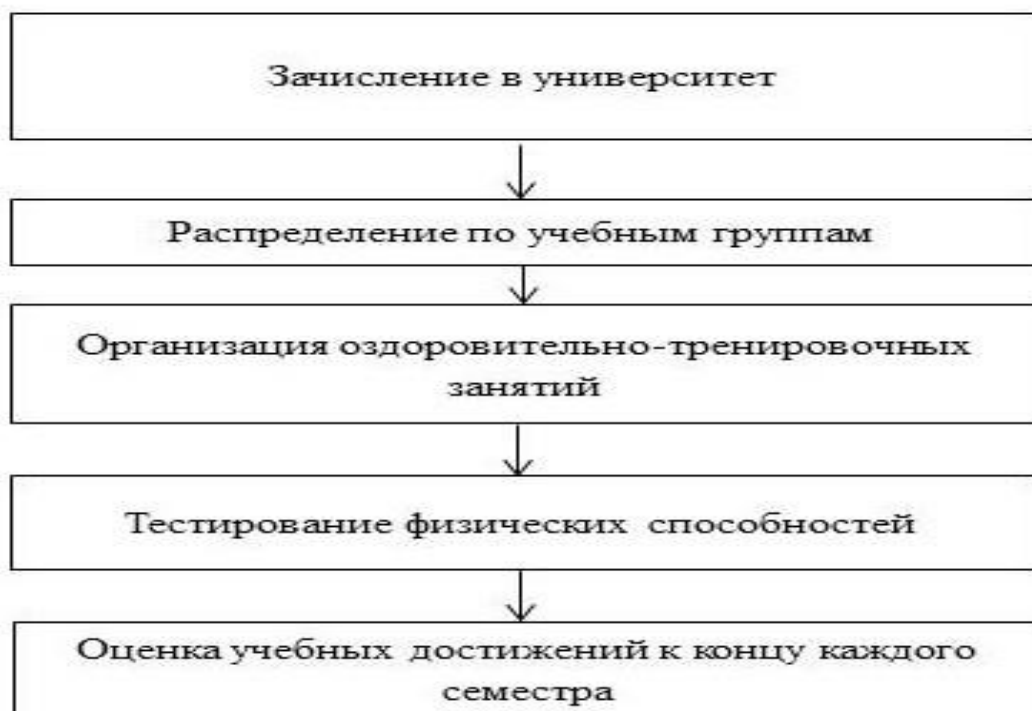 Зачисление в университет
Распределение по учебным группам
Организация оздоровительно-тренировочных
занятий
Тестирование физических способностей
Оценка учебных достижений к концу каждого
семестра